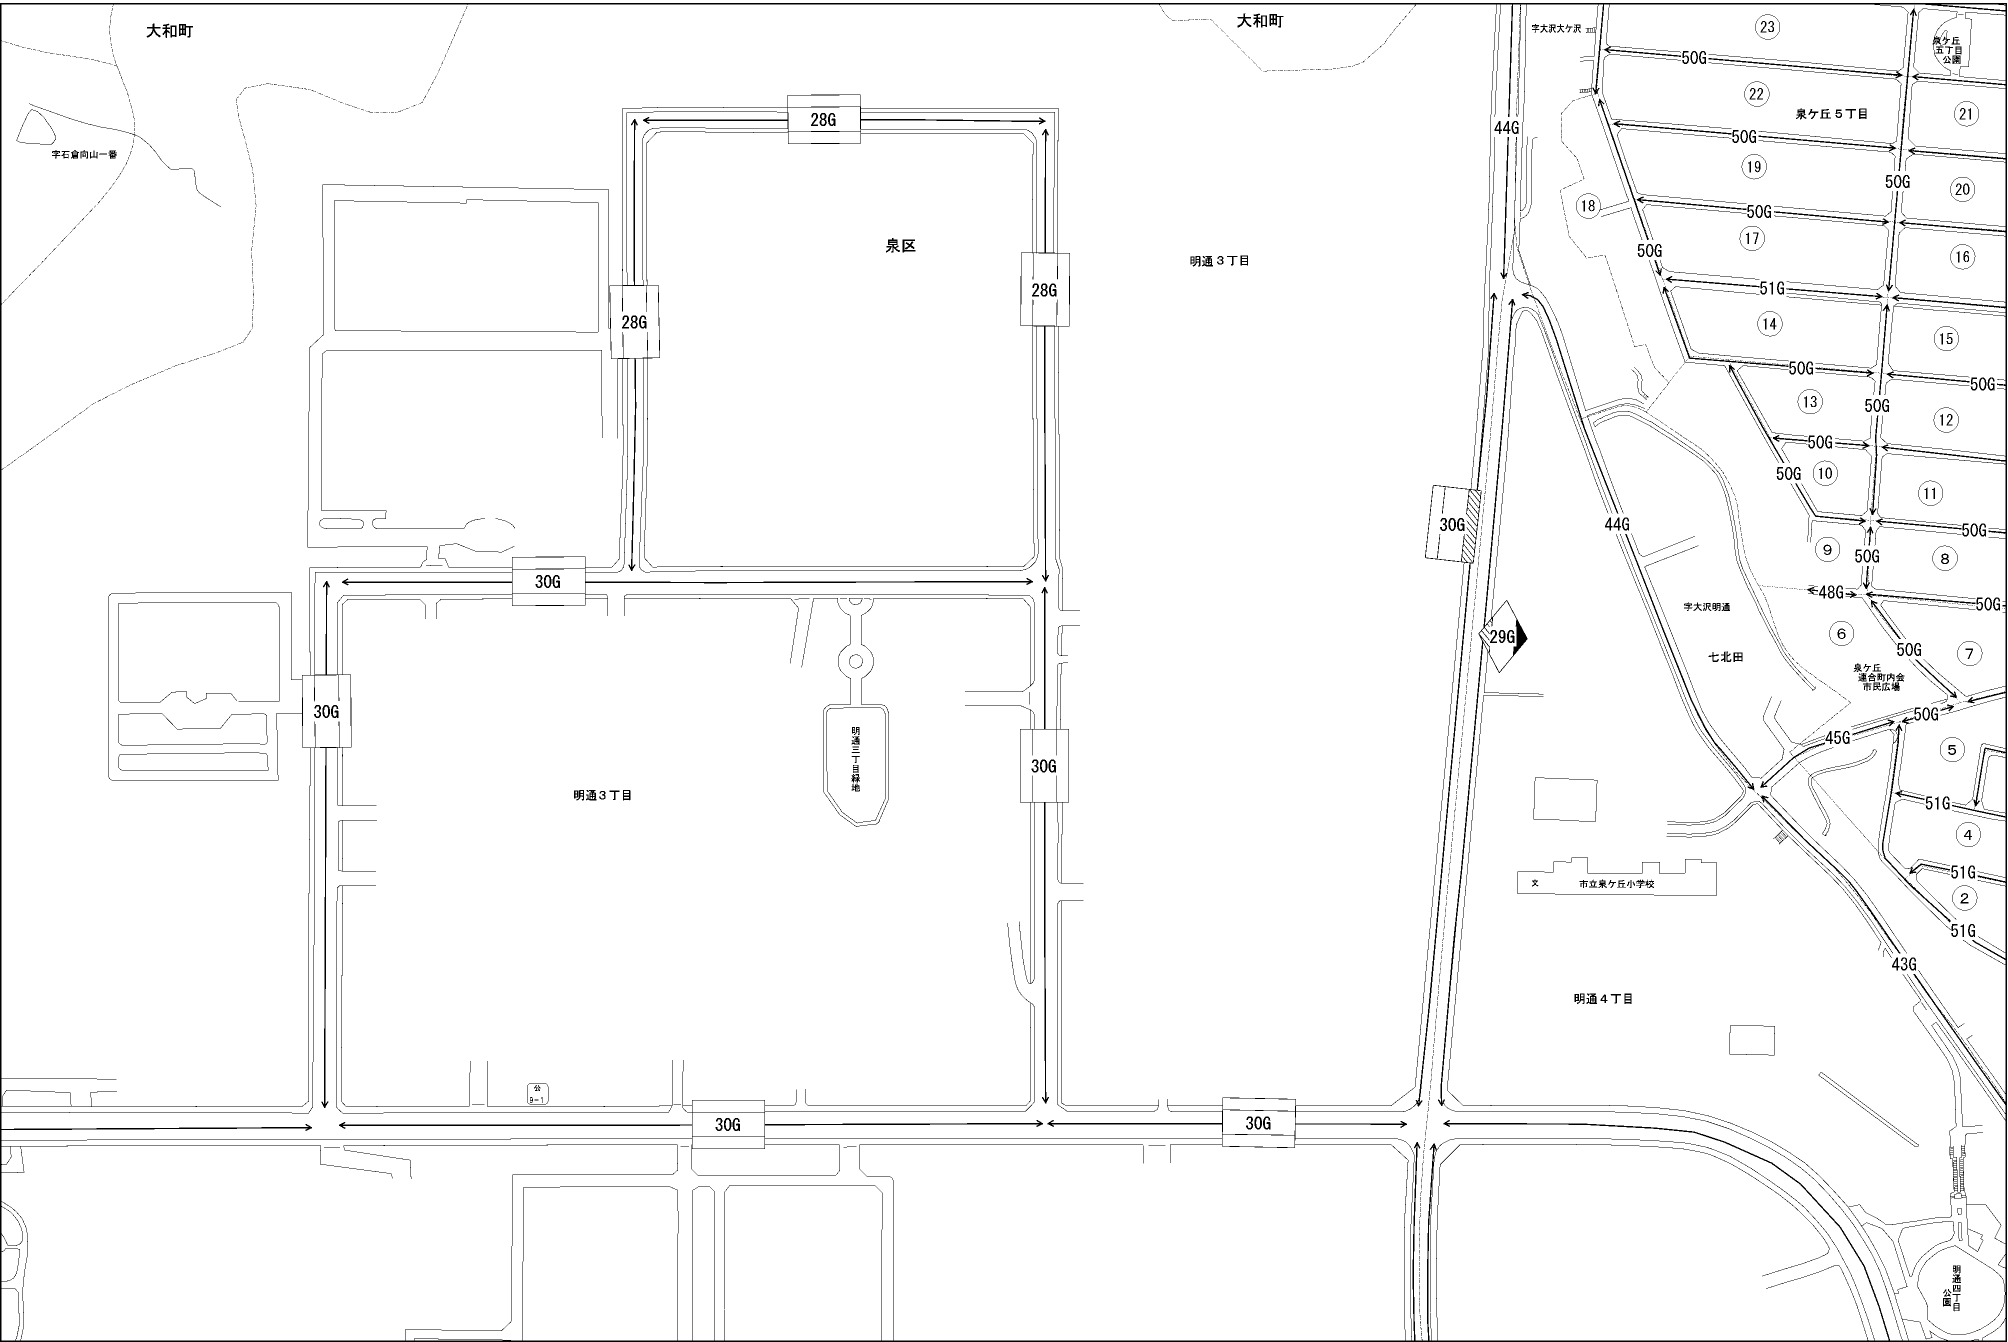 大和町
大和町
字大沢大ケ沢
23
泉ケ丘
五丁目
公園
50G
22
泉ケ丘５丁目
21
28G
44G
50G
字石倉向山一番
19
50G
20
18
50G
泉区
17
50G
16
明通３丁目
28G
51G
28G
14
15
50G
50G
13
50G
12
50G
10
50G
11
30G
44G
50G
9
50G
8
30G
48G
50G
字大沢明通
6
29G
50G
7
七北田
泉ケ丘
連合町内会
市民広場
30G
50G
45G
5
明通三丁目緑地
30G
明通３丁目
51G
4
51G
文
市立泉ケ丘小学校
2
51G
43G
明通４丁目
公
9-1
30G
30G
明通四丁目
公園